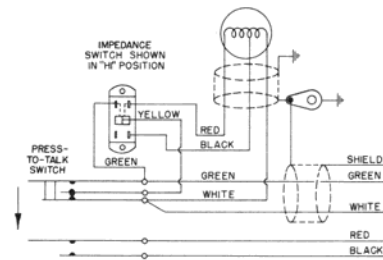 IMPEDANCE
SWITCH SHOWN
IN "HI" POSITION
YELLOW
RED
BLACK
PRESS-
TO-TALK
SWITCH
GREEN
SHIELD
GREEN
GREEN
WHITE
WHITE
RED
BLACK